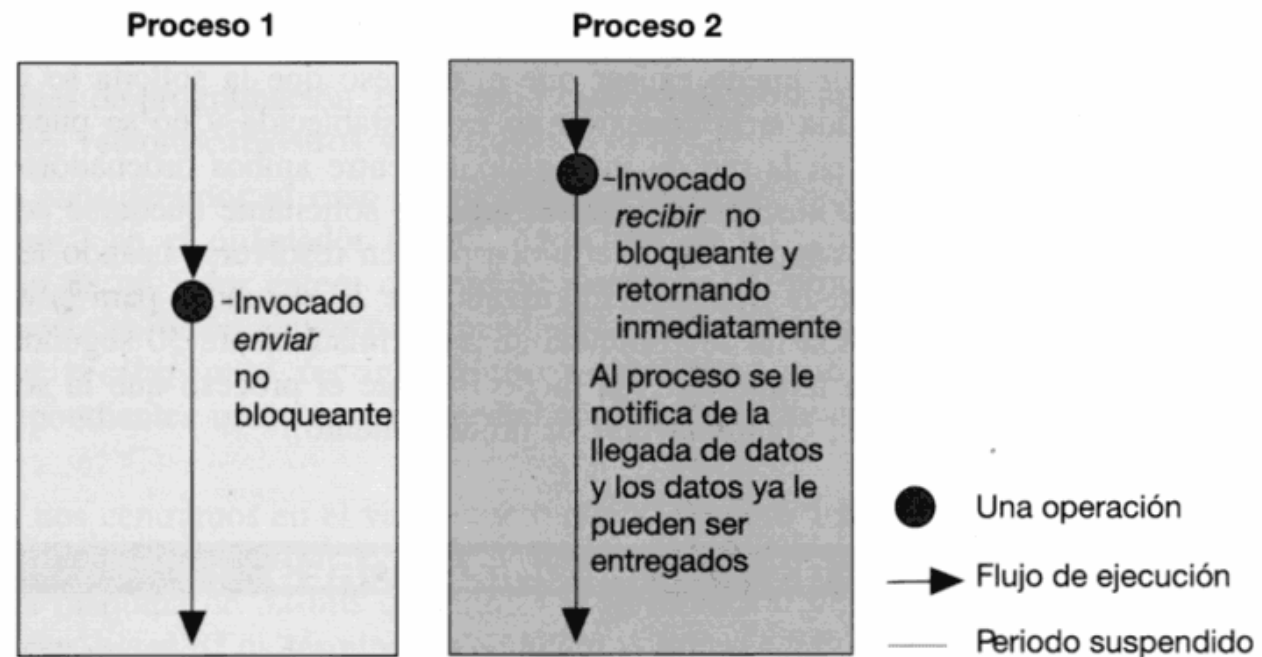 Proceso 1
Proceso 2
-Invocado
enviar
no
bloqueante
-Invocado
recibir no
bloqueante y
retornando
inmediatamente
Al proceso se le
notifica de la
llegada de datos
y los datos ya le
pueden ser
entregados
Una operación
Flujo de ejecución
Periodo suspendido